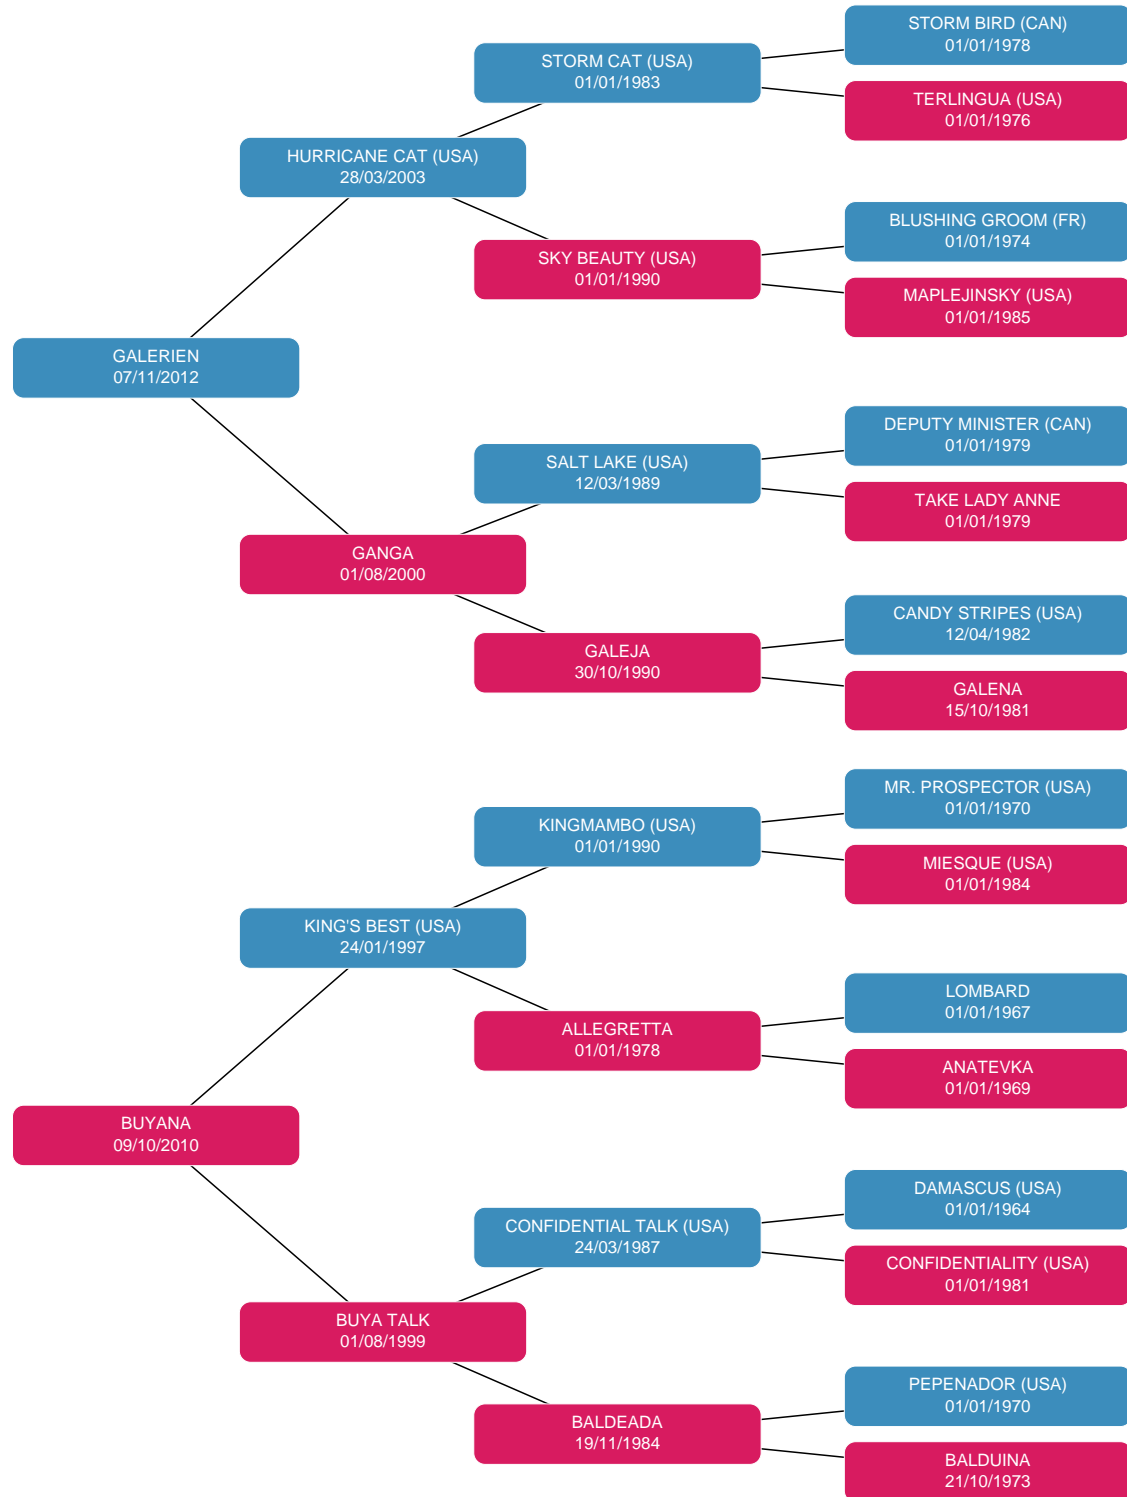 STORM BIRD (CAN)
01/01/1978
STORM CAT (USA)
01/01/1983
TERLINGUA (USA)
01/01/1976
HURRICANE CAT (USA)
28/03/2003
BLUSHING GROOM (FR)
01/01/1974
SKY BEAUTY (USA)
01/01/1990
MAPLEJINSKY (USA)
01/01/1985
GALERIEN
07/11/2012
DEPUTY MINISTER (CAN)
01/01/1979
SALT LAKE (USA)
12/03/1989
TAKE LADY ANNE
01/01/1979
GANGA
01/08/2000
CANDY STRIPES (USA)
12/04/1982
GALEJA
30/10/1990
GALENA
15/10/1981
MR. PROSPECTOR (USA)
01/01/1970
KINGMAMBO (USA)
01/01/1990
MIESQUE (USA)
01/01/1984
KING'S BEST (USA)
24/01/1997
LOMBARD
01/01/1967
ALLEGRETTA
01/01/1978
ANATEVKA
01/01/1969
BUYANA
09/10/2010
DAMASCUS (USA)
01/01/1964
CONFIDENTIAL TALK (USA)
24/03/1987
CONFIDENTIALITY (USA)
01/01/1981
BUYA TALK
01/08/1999
PEPENADOR (USA)
01/01/1970
BALDEADA
19/11/1984
BALDUINA
21/10/1973